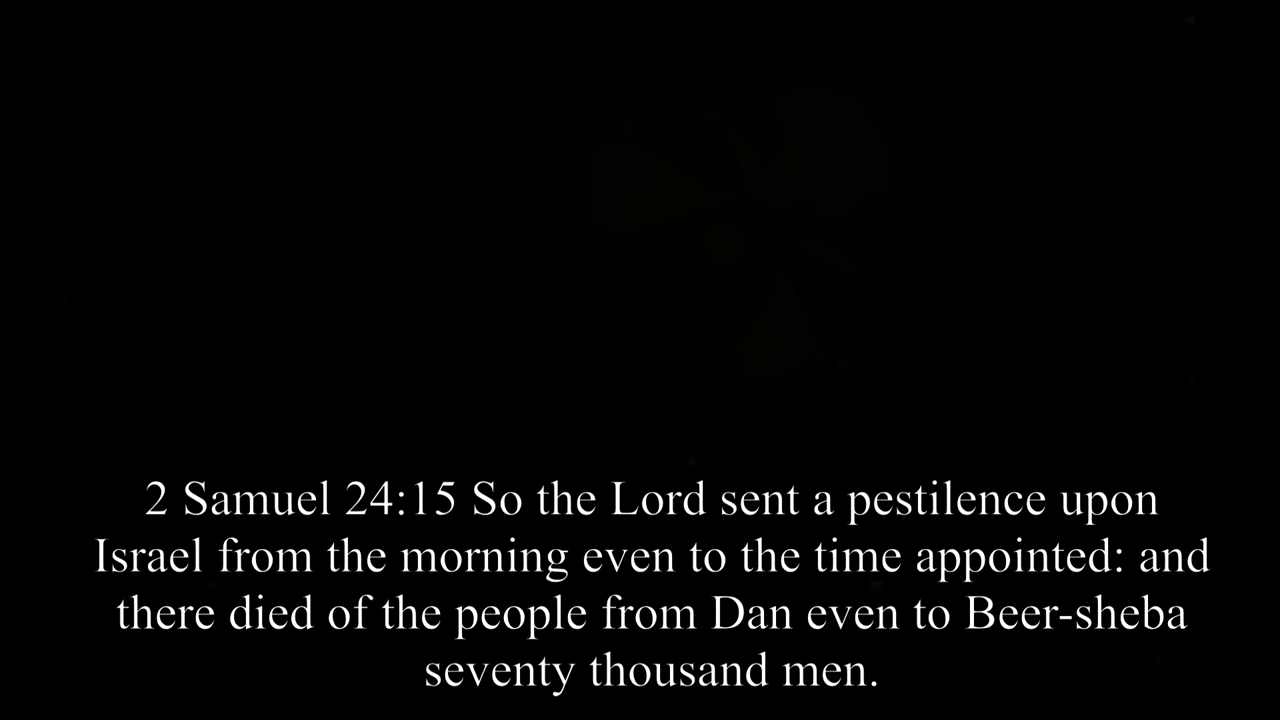 2 Samuel 24:15 So the Lord sent a pestilence upon
Israel from the morning even to the time appointed: and
there died of the people from Dan even to Beer-sheba
seventy thousand men.